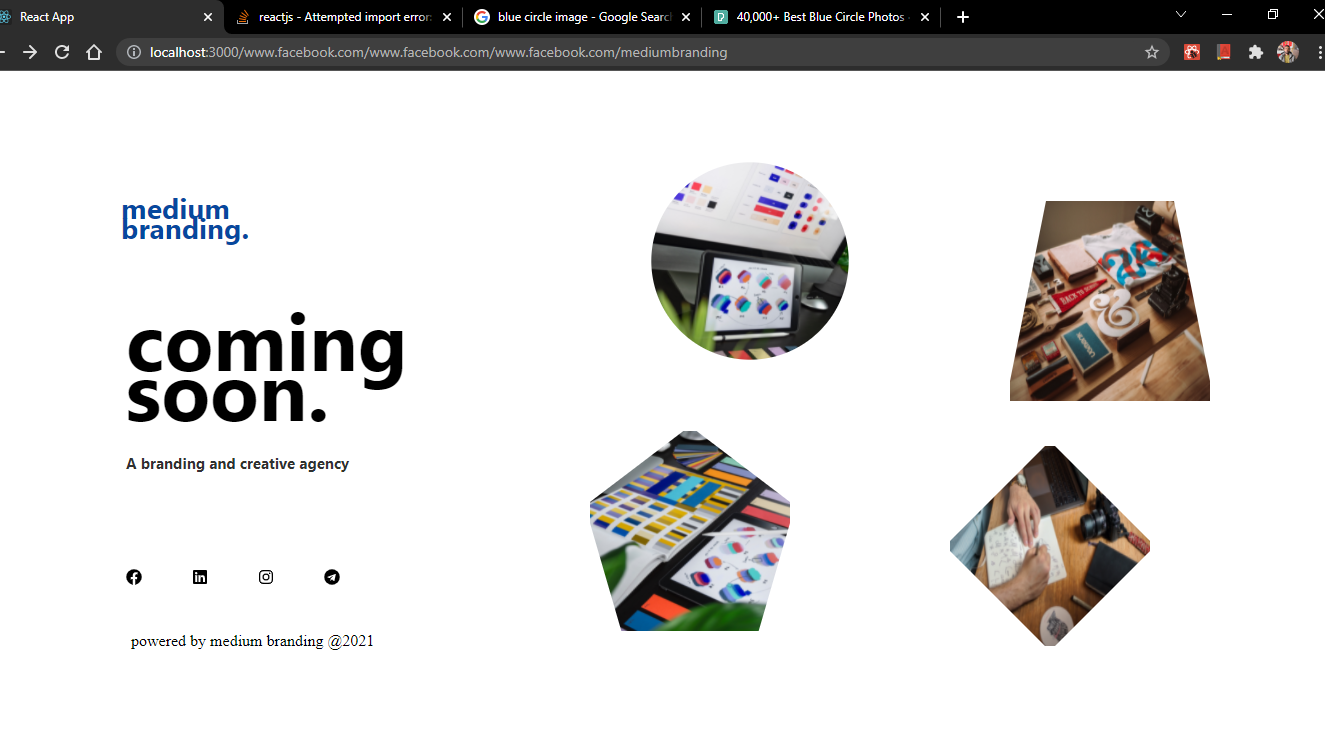 React App
reactjs - Attempted import error
blue circle image - Google Search
40,000+ Best Blue Circle Photos
localhost:3000/www.facebook.com/www.facebook.com/www.facebook.com/mediumbranding
medium
branding.
coming
soon.
A branding and creative agency
powered by medium branding @2021
BACK TO
&